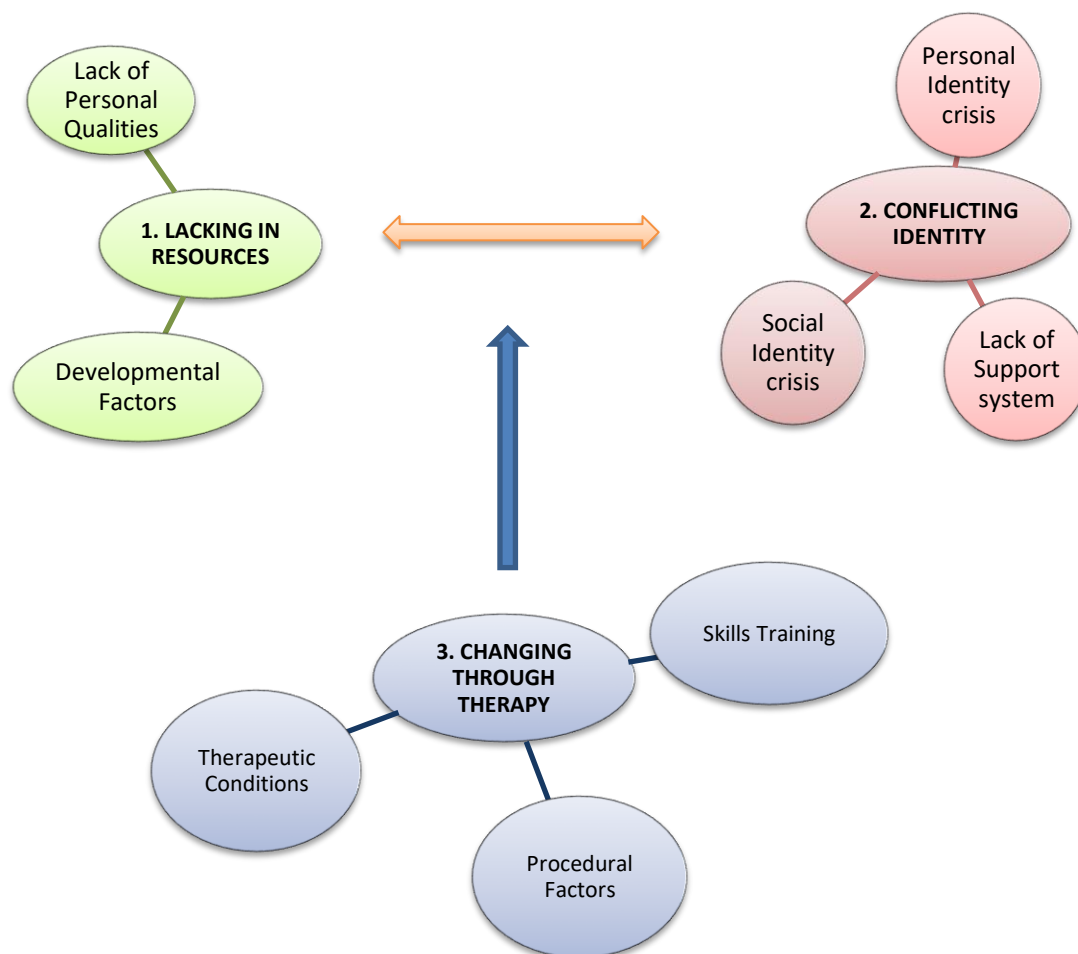 Lack of
Personal
Qualities
1. LACKING IN
RESOURCES
Developmental
Factors
Personal
Identity
crisis
2. CONFLICTING
IDENTITY
Social
Identity
crisis
Lack of
Support
system
3. CHANGING
THROUGH
THERAPY
Skills Training
Therapeutic
Conditions
Procedural
Factors